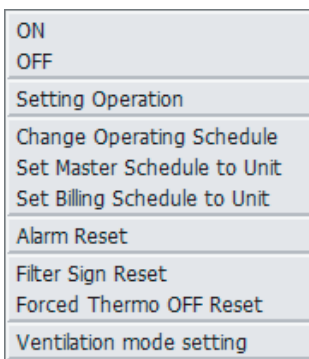 ON
OFF
Setting Operation
Change Operating Schedule
Set Master Schedule to Unit
Set Billing Schedule to Unit
Alarm Reset
Filter Sign Reset
Forced Thermo OFF Reset
Ventilation mode setting